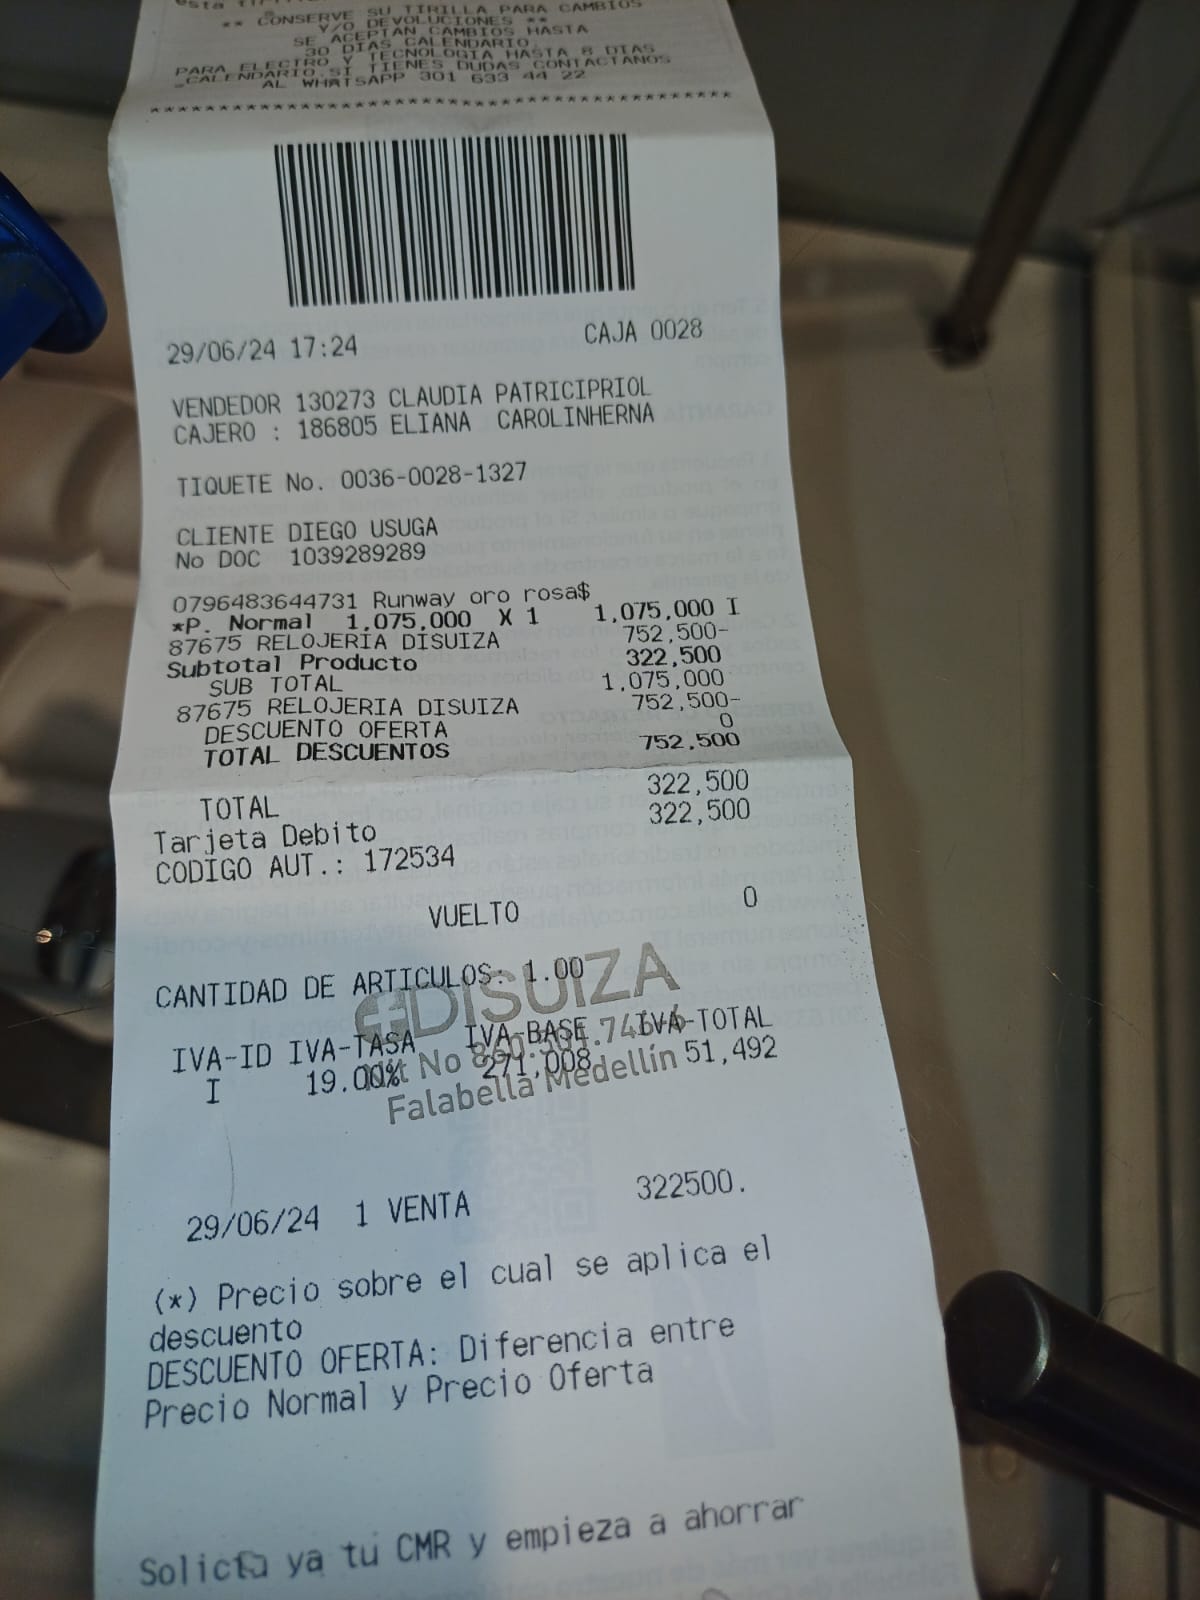 ** CONSERVE SU TIRILLA PARA CAMBIOS
Y/O DEVOLUCIONES **
SE ACEPTAN CAMBIOS HASTA
30 DIAS CALENDARIO,
PARA ELECTRO Y TECNOLOGIA HASTA 8 DIAS
CALENDARIO.SI TIENES DUDAS CONTACTANOS
AL WHATSAPP 301 633 44 22
29/06/24 17:24 CAJA 0028
VENDEDOR 130273 CLAUDIA PATRICIPRIOL
CAJERO : 186805 ELIANA CAROLINHERNA
TIQUETE No. 0036-0028-1327
CLIENTE DIEGO USUGA
No DOC 1039289289
0796483644731 Runway oro rosa$
*P. Normal 1,075,000 X 1 1,075,000 I
87675 RELOJERIA DISUIZA 752,500-
Subtotal Producto 322,500
SUB TOTAL 1,075,000
87675 RELOJERIA DISUIZA 752,500-
DESCUENTO OFERTA 0
TOTAL DESCUENTOS 752,500
TOTAL 322,500
Tarjeta Debito 322,500
CODIGO AUT.: 172534
VUELTO 0
CANTIDAD DE ARTICULOS: 1.00
DISUIZA
IVA-ID IVA-TASA IVA-BASE IVA-TOTAL
I 19.00% 271,008 51,492
Falabella Medellín
29/06/24 1 VENTA 322500.
(*) Precio sobre el cual se aplica el
descuento
DESCUENTO OFERTA: Diferencia entre
Precio Normal y Precio Oferta
Solicta ya tu CMR y empieza a ahorrar